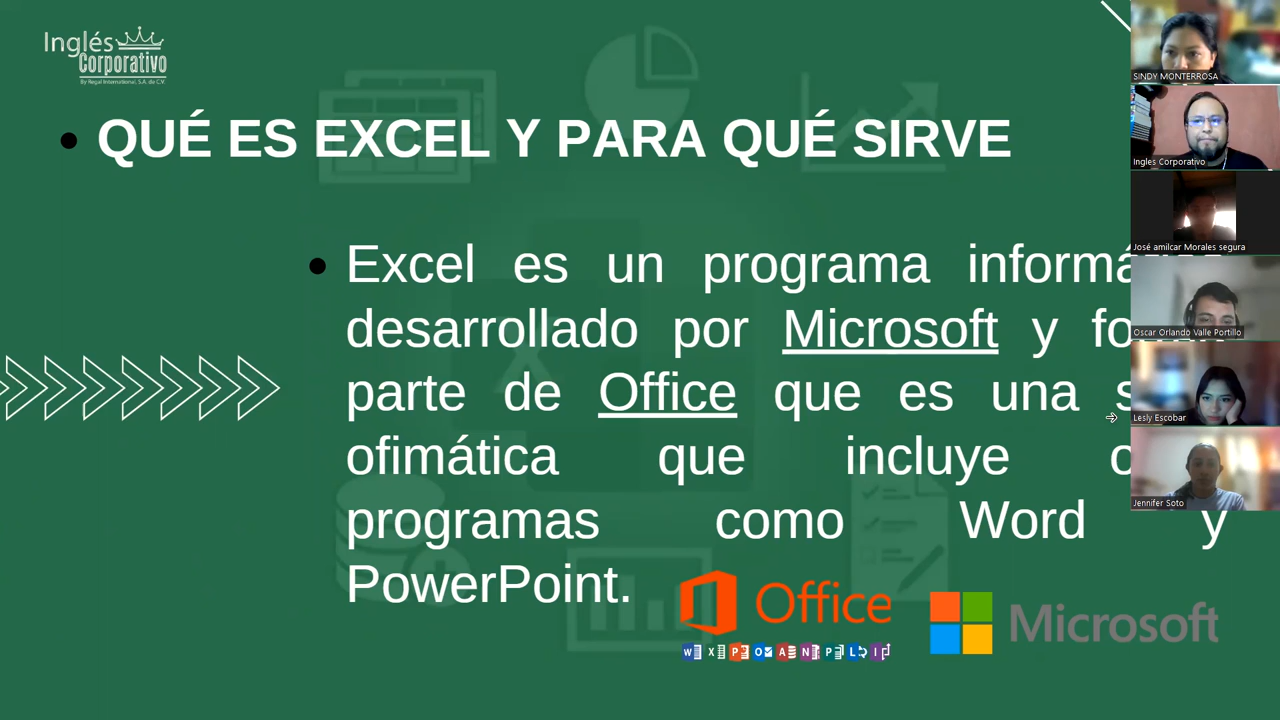 Inglés
Corporativo
By Regal International, S.A. de C.V.
• QUÉ ES EXCEL Y PARA QUÉ SIRVE
• Excel es un programa
desarrollado por Microsoft y
parte de Office que es una
ofimática que incluye
programas como Word y
PowerPoint.
Office
Microsoft
SINDY MONTERROSA
Ingles Corporativo
José amilcar Morales segura
Oscar Orlando Valle Portillo
Lesly Escobar
Jennifer Soto